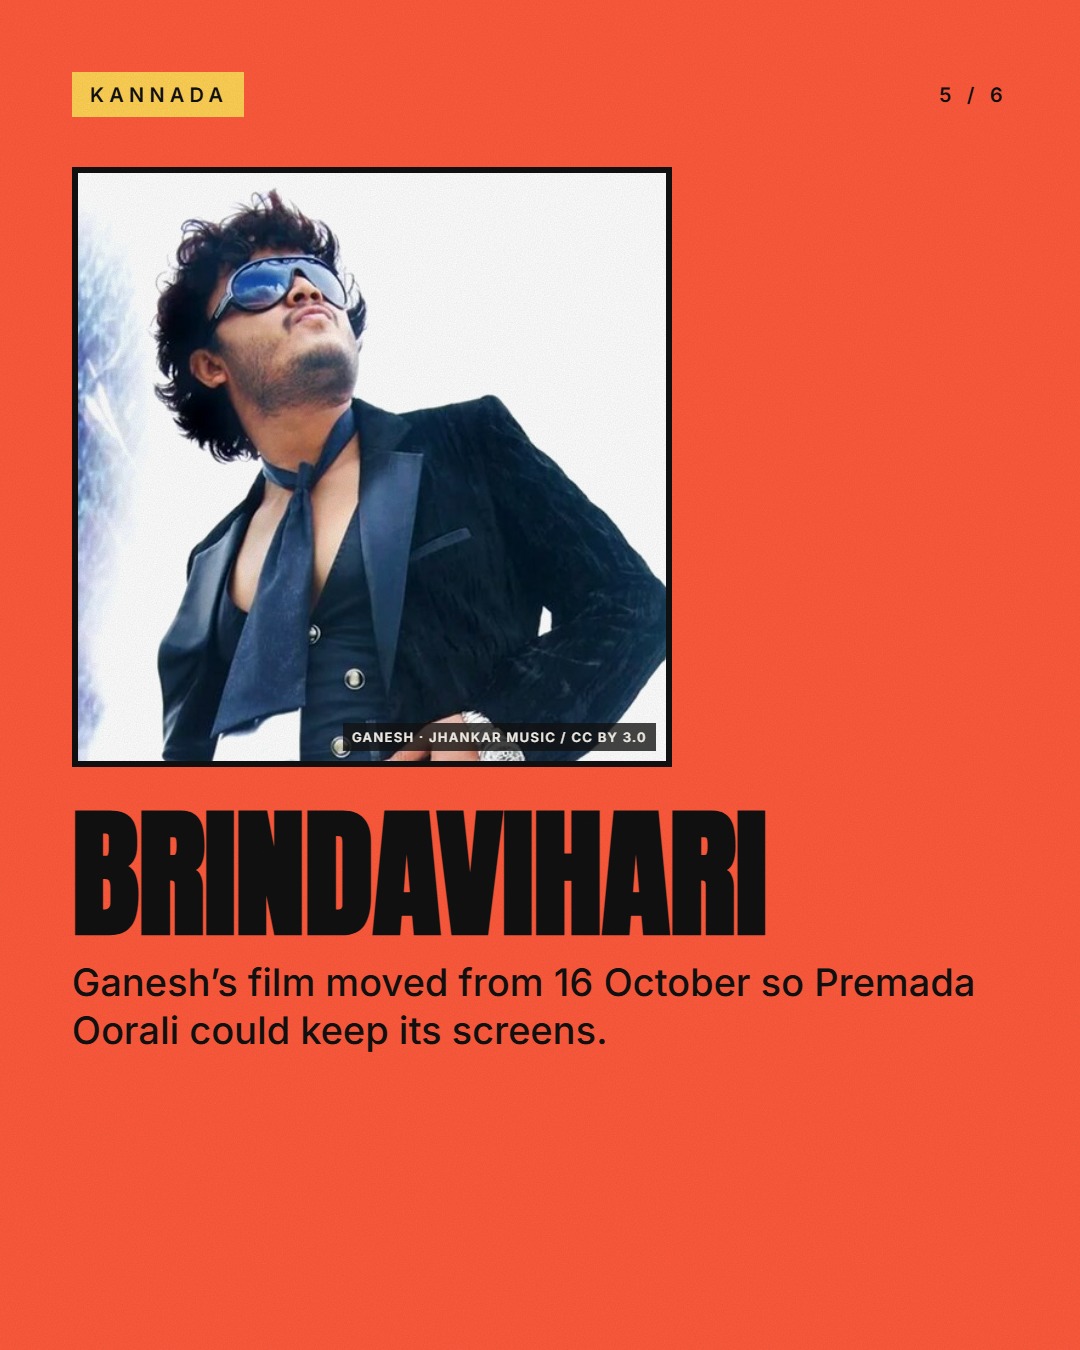 KANNADA
5 / 6
GANESH · JHANKAR MUSIC / CC BY 3.0
BRINDAVIHARI
Ganesh’s film moved from 16 October so Premada
Oorali could keep its screens.